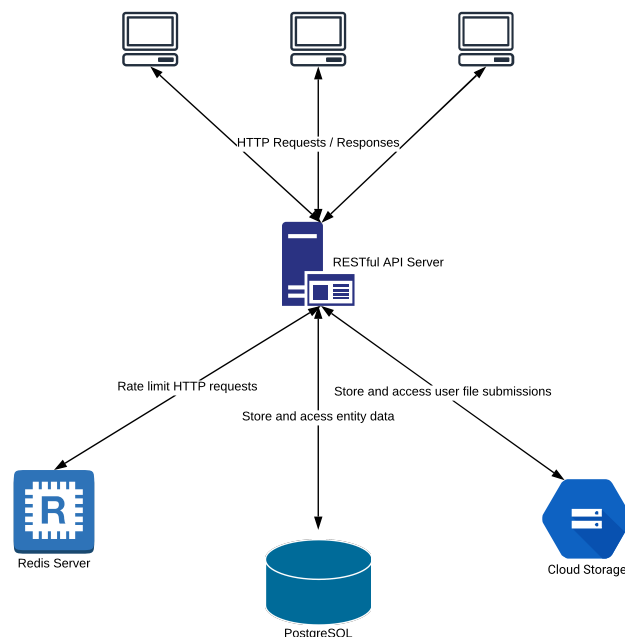 HTTP Requests / Responses
RESTful API Server
Rate limit HTTP requests
Store and access user file submissions
Store and acess entity data
R
Redis Server
Cloud Storage
PostgreSQL